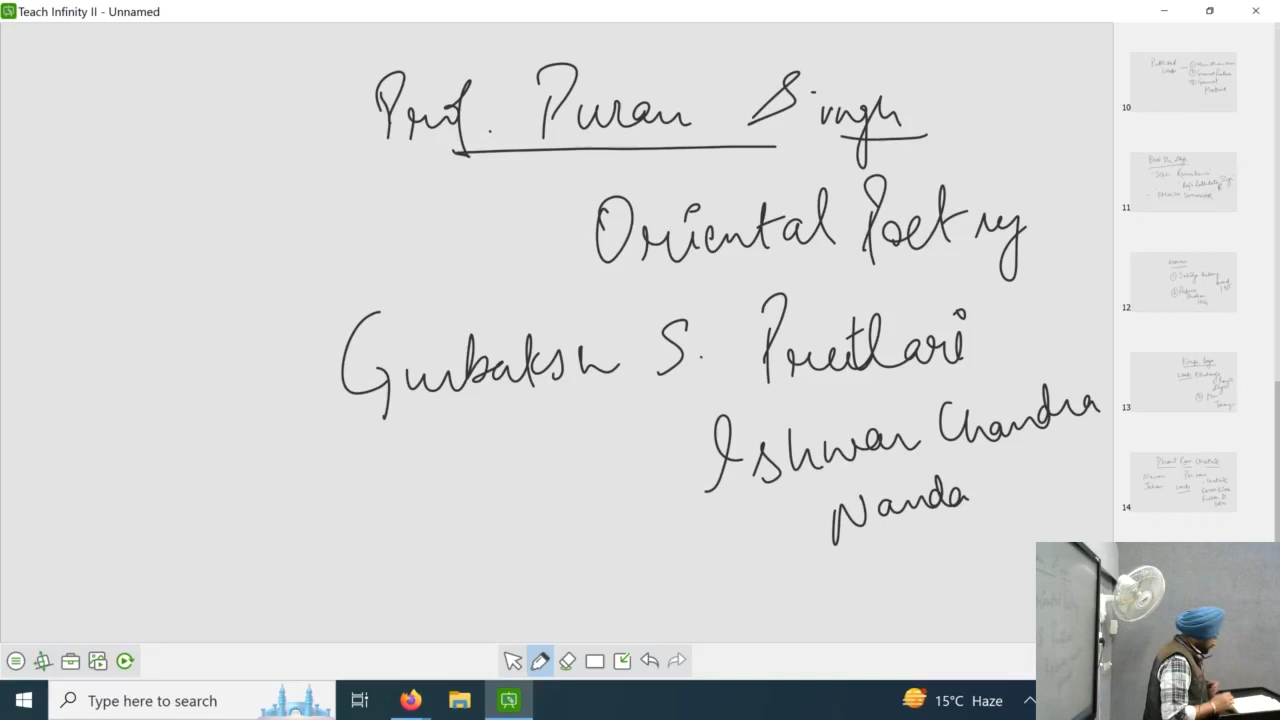 Teach Infinity II - Unnamed
Prof. Puran Singh
Oriental Poetry
Gurbaksh S. Preetlari
Ishwar Chandra
Nanda
10
11
12
13
14
Type here to search
15°C Haze